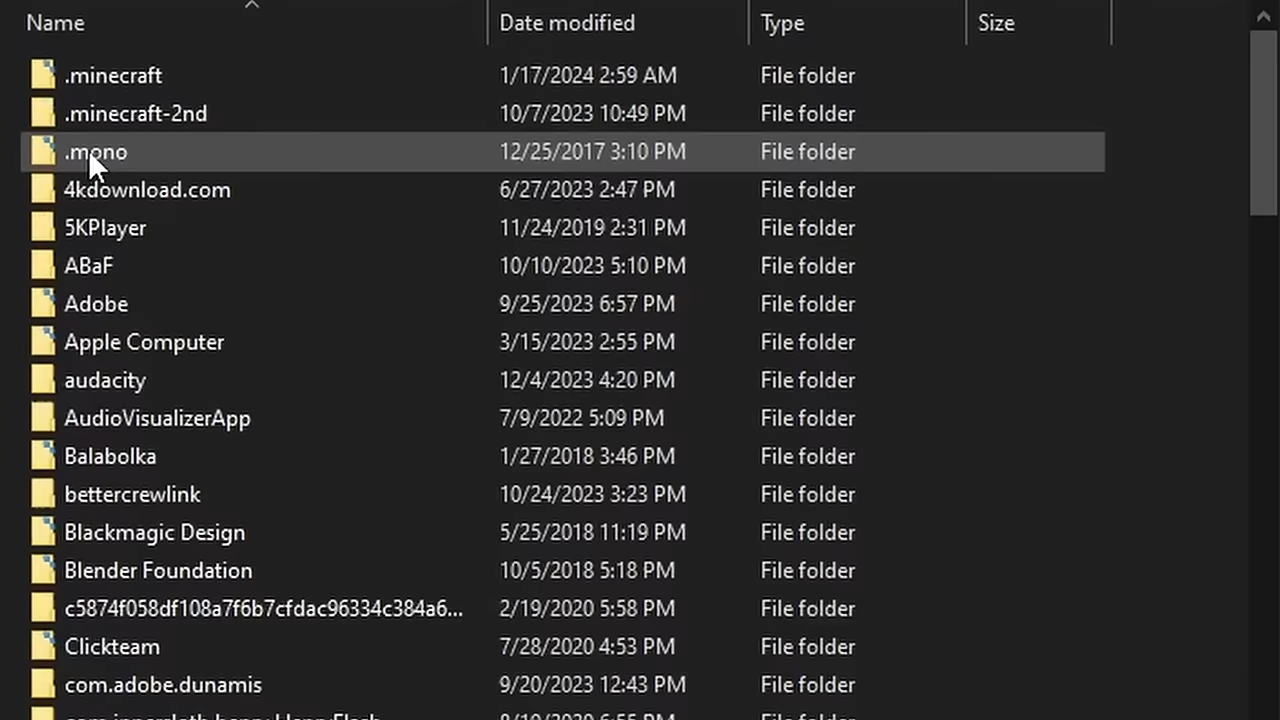 Name Date modified Type Size
.minecraft 1/17/2024 2:59 AM File folder
.minecraft-2nd 10/7/2023 10:49 PM File folder
.mono 12/25/2017 3:10 PM File folder
4kdownload.com 6/27/2023 2:47 PM File folder
5KPlayer 11/24/2019 2:31 PM File folder
ABaF 10/10/2023 5:10 PM File folder
Adobe 9/25/2023 6:57 PM File folder
Apple Computer 3/15/2023 2:55 PM File folder
audacity 12/4/2023 4:20 PM File folder
AudioVisualizerApp 7/9/2022 5:09 PM File folder
Balabolka 1/27/2018 3:46 PM File folder
bettercrewlink 10/24/2023 3:23 PM File folder
Blackmagic Design 5/25/2018 11:19 PM File folder
Blender Foundation 10/5/2018 5:18 PM File folder
c5874f058df108a7f6b7cfdac96334c384a6... 2/19/2020 5:58 PM File folder
Clickteam 7/28/2020 4:53 PM File folder
com.adobe.dunamis 9/20/2023 12:43 PM File folder